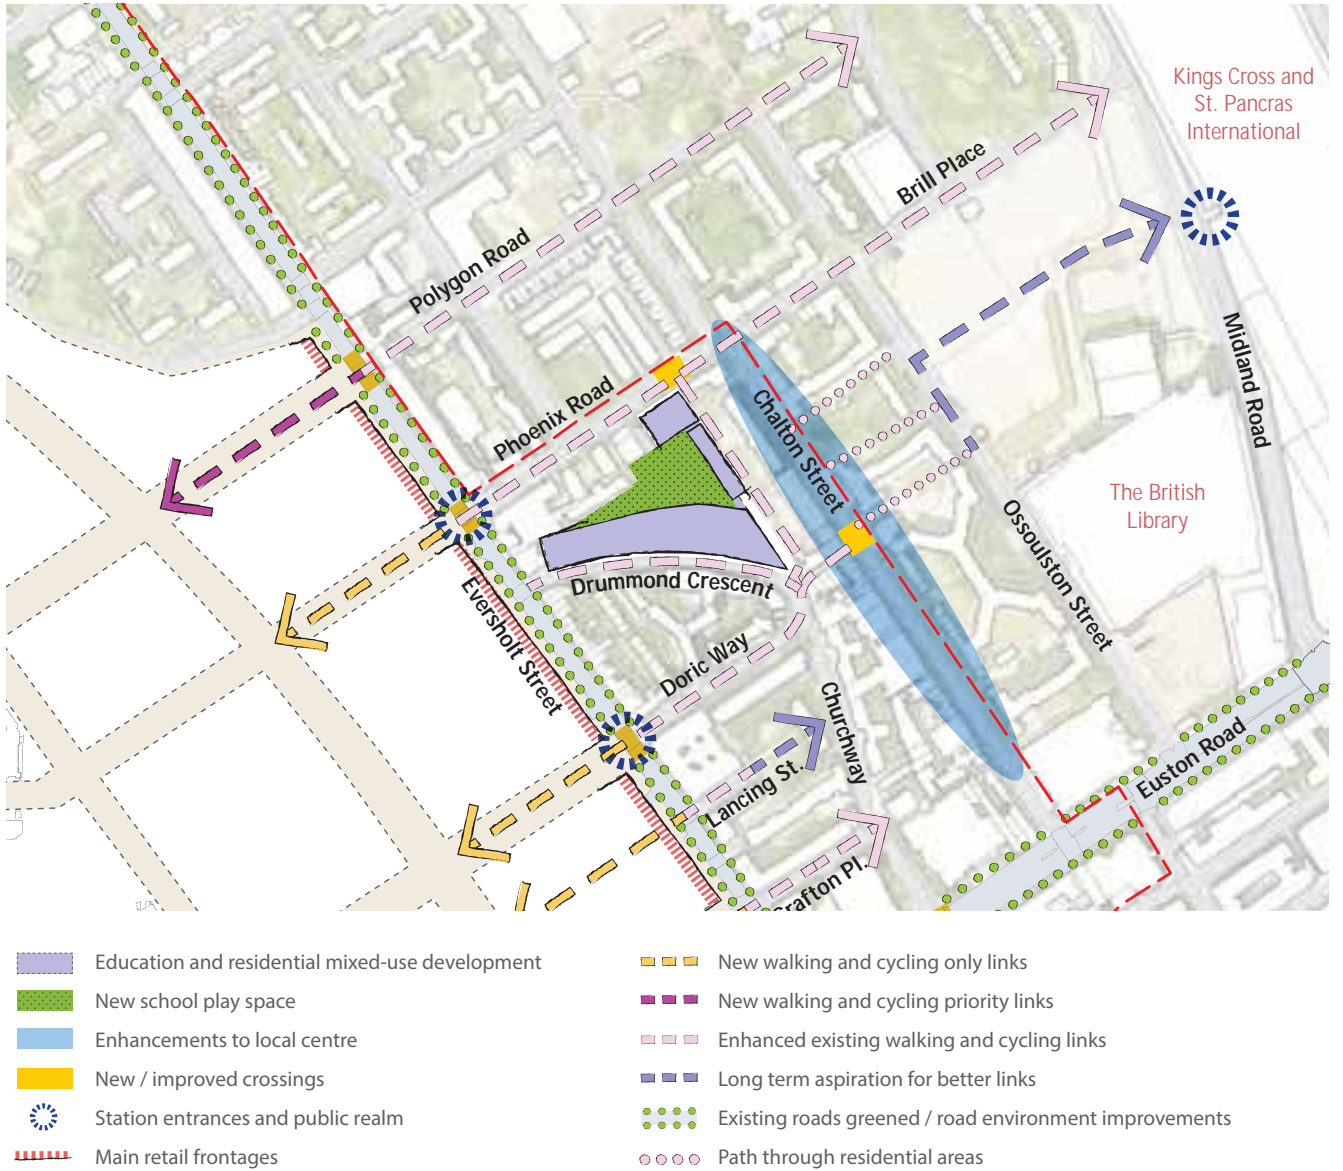 Kings Cross and
St. Pancras
International
Brill Place
Polygon Road
Midland Road
Phoenix Road
Chalton Street
The British
Library
Ossoulston Street
Eversholt Street
Drummond Crescent
Doric Way
Churchway
Lancing St.
Euston Road
Grafton Pl.
Education and residential mixed-use development
New school play space
Enhancements to local centre
New / improved crossings
Station entrances and public realm
Main retail frontages
New walking and cycling only links
New walking and cycling priority links
Enhanced existing walking and cycling links
Long term aspiration for better links
Existing roads greened / road environment improvements
Path through residential areas